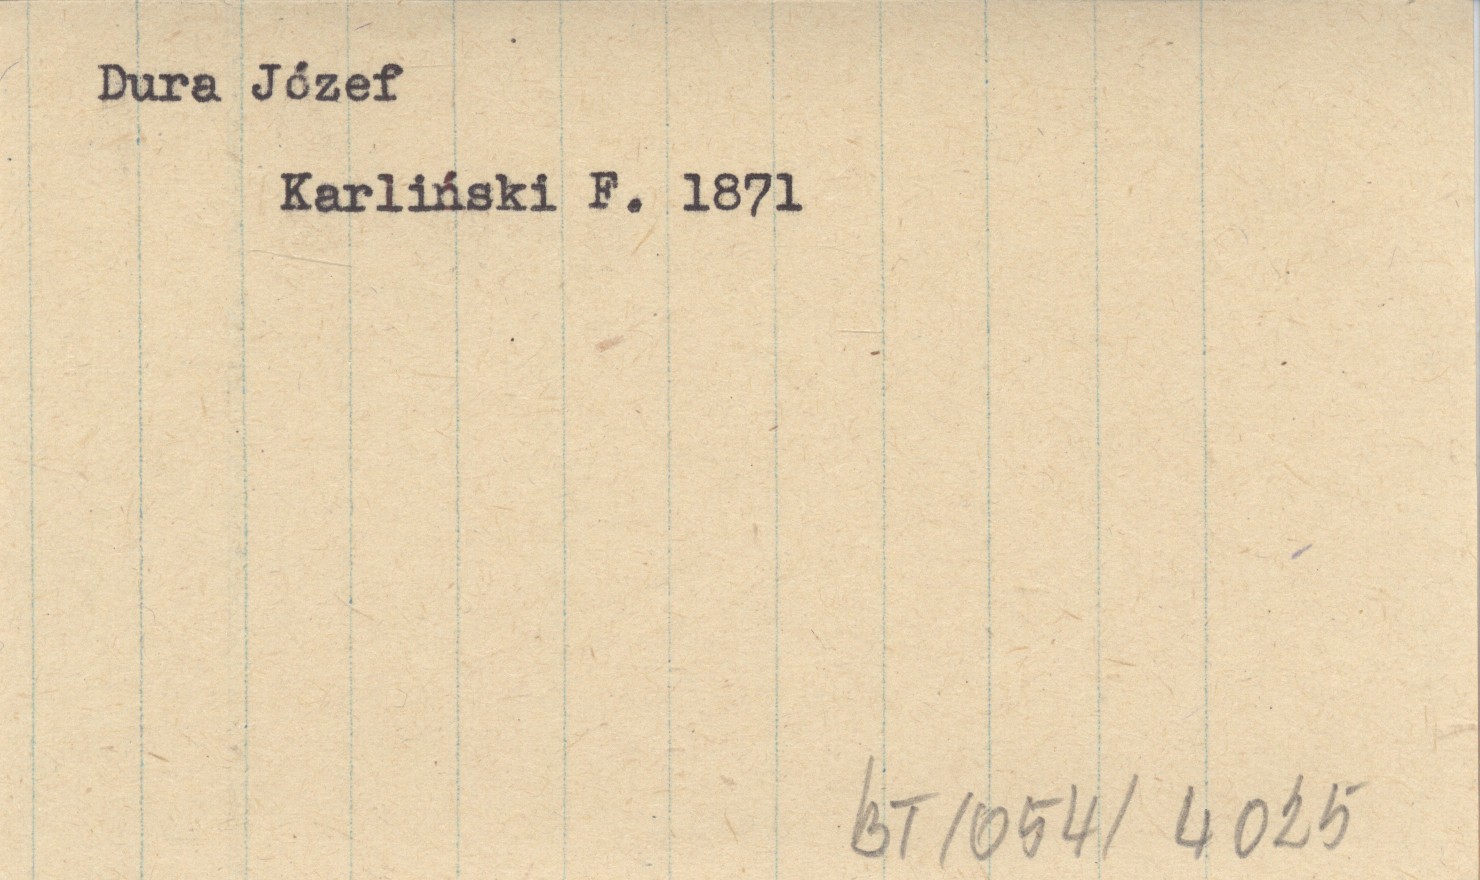 Dura Józef
Karliński F. 1871
BT/054/ 4025